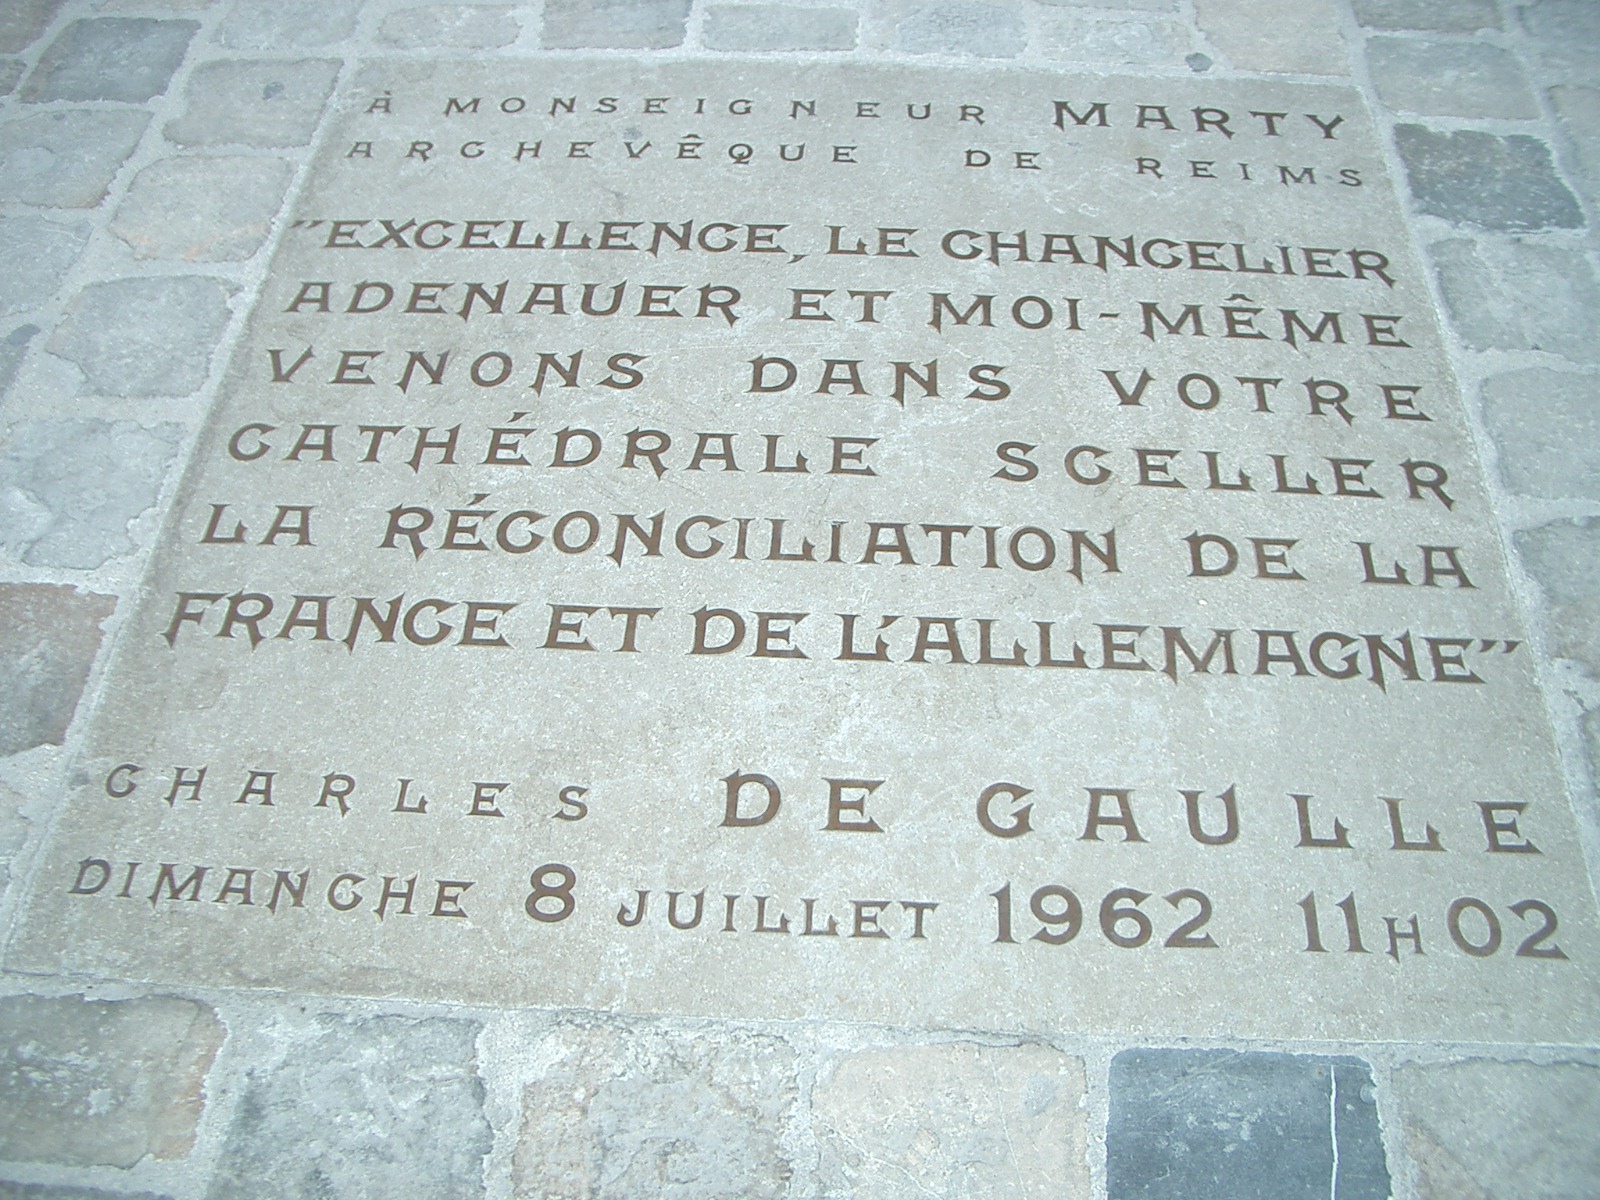 À MONSEIGNEUR MARTY
ARCHEVÊQUE DE REIMS
"EXCELLENCE, LE CHANCELIER
ADENAUER ET MOI-MÊME
VENONS DANS VOTRE
CATHÉDRALE SCELLER
LA RÉCONCILIATION DE LA
FRANCE ET DE L'ALLEMAGNE"
CHARLES DE GAULLE
DIMANCHE 8 JUILLET 1962 11H02